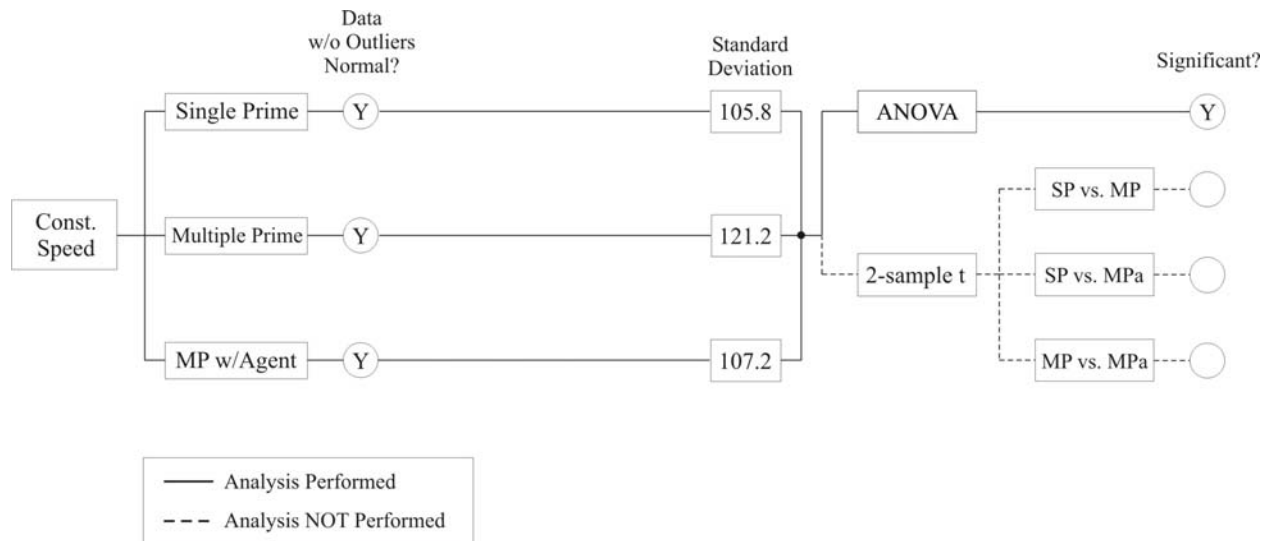 Data
w/o Outliers
Normal?
Standard
Deviation
Significant?
Single Prime
Y
105.8
ANOVA
Y
SP vs. MP
Const.
Speed
Multiple Prime
Y
121.2
2-sample t
SP vs. MPa
MP w/Agent
Y
107.2
MP vs. MPa
Analysis Performed
Analysis NOT Performed